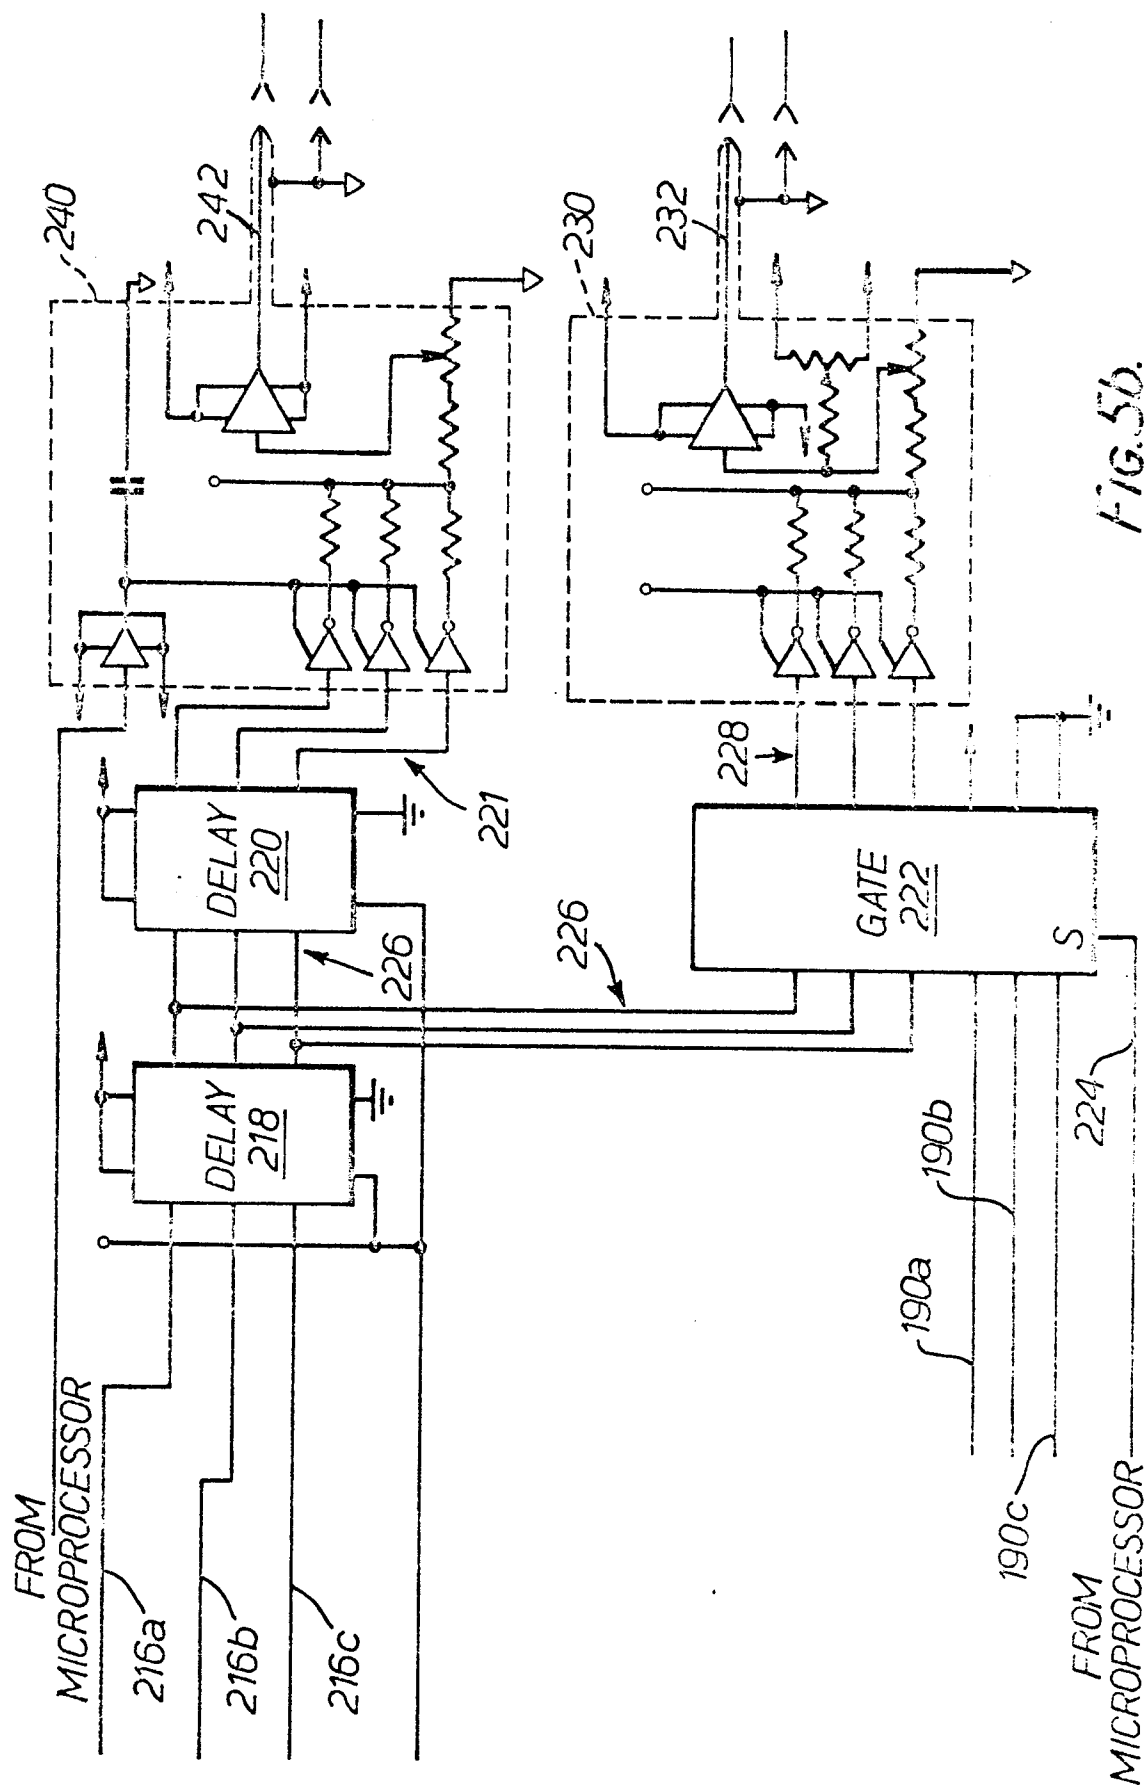 FROM
MICROPROCESSOR
216a
216b
216c
DELAY
218
DELAY
220
226
221
240
242
226
GATE
222
S
228
230
232
190a
190b
190c
224
FROM
MICROPROCESSOR
FIG. 5b.